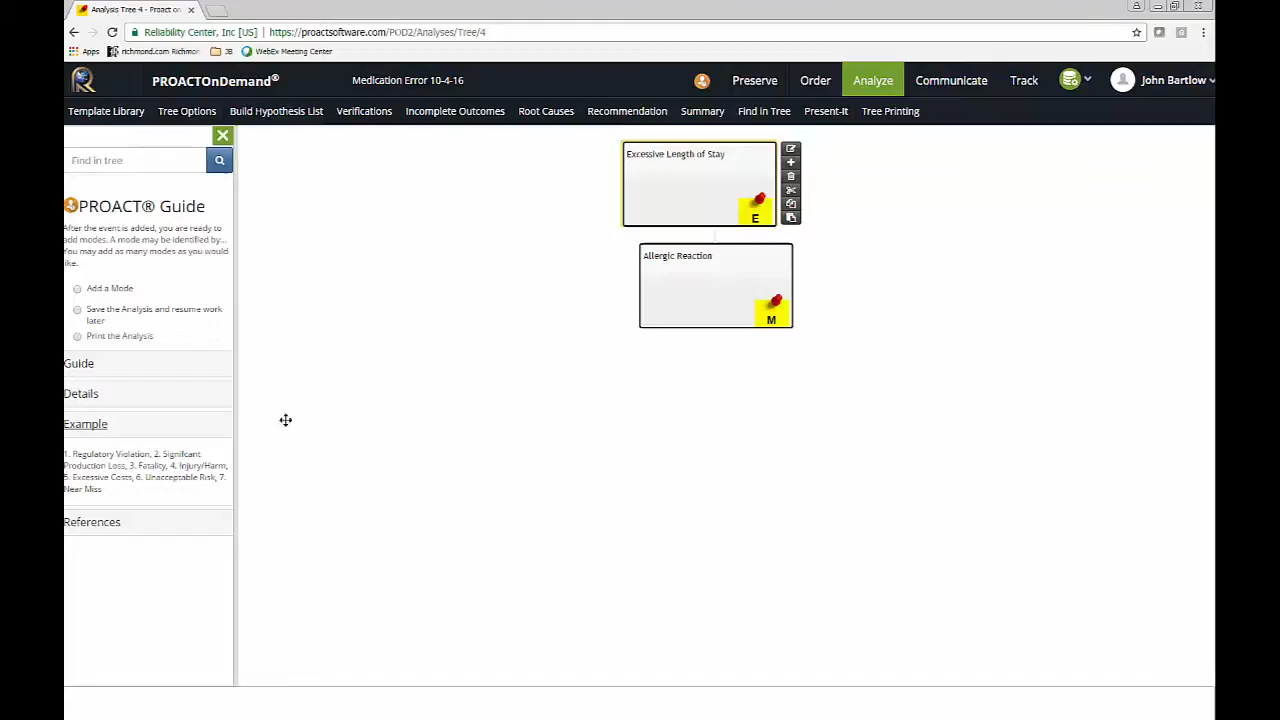 Analysis Tree 4 - Proact on
Reliability Center, Inc [US] https://proactsoftware.com/POD2/Analyses/Tree/4
Apps richmond.com Richmon JB WebEx Meeting Center
PROACTOnDemand® Medication Error 10-4-16 Preserve Order Analyze Communicate Track John Bartlow
Template Library Tree Options Build Hypothesis List Verifications Incomplete Outcomes Root Causes Recommendation Summary Find in Tree Present-It Tree Printing
Find in tree
PROACT® Guide
After the event is added, you are ready to
add modes. A mode may be identified by...
You may add as many modes as you would
like.
Add a Mode
Save the Analysis and resume work
later
Print the Analysis
Guide
Details
Example
1. Regulatory Violation, 2. Signifcant
Production Loss, 3. Fatality, 4. Injury/Harm,
5. Excessive Costs, 6. Unacceptable Risk, 7.
Near Miss
References
Excessive Length of Stay
E
Allergic Reaction
M